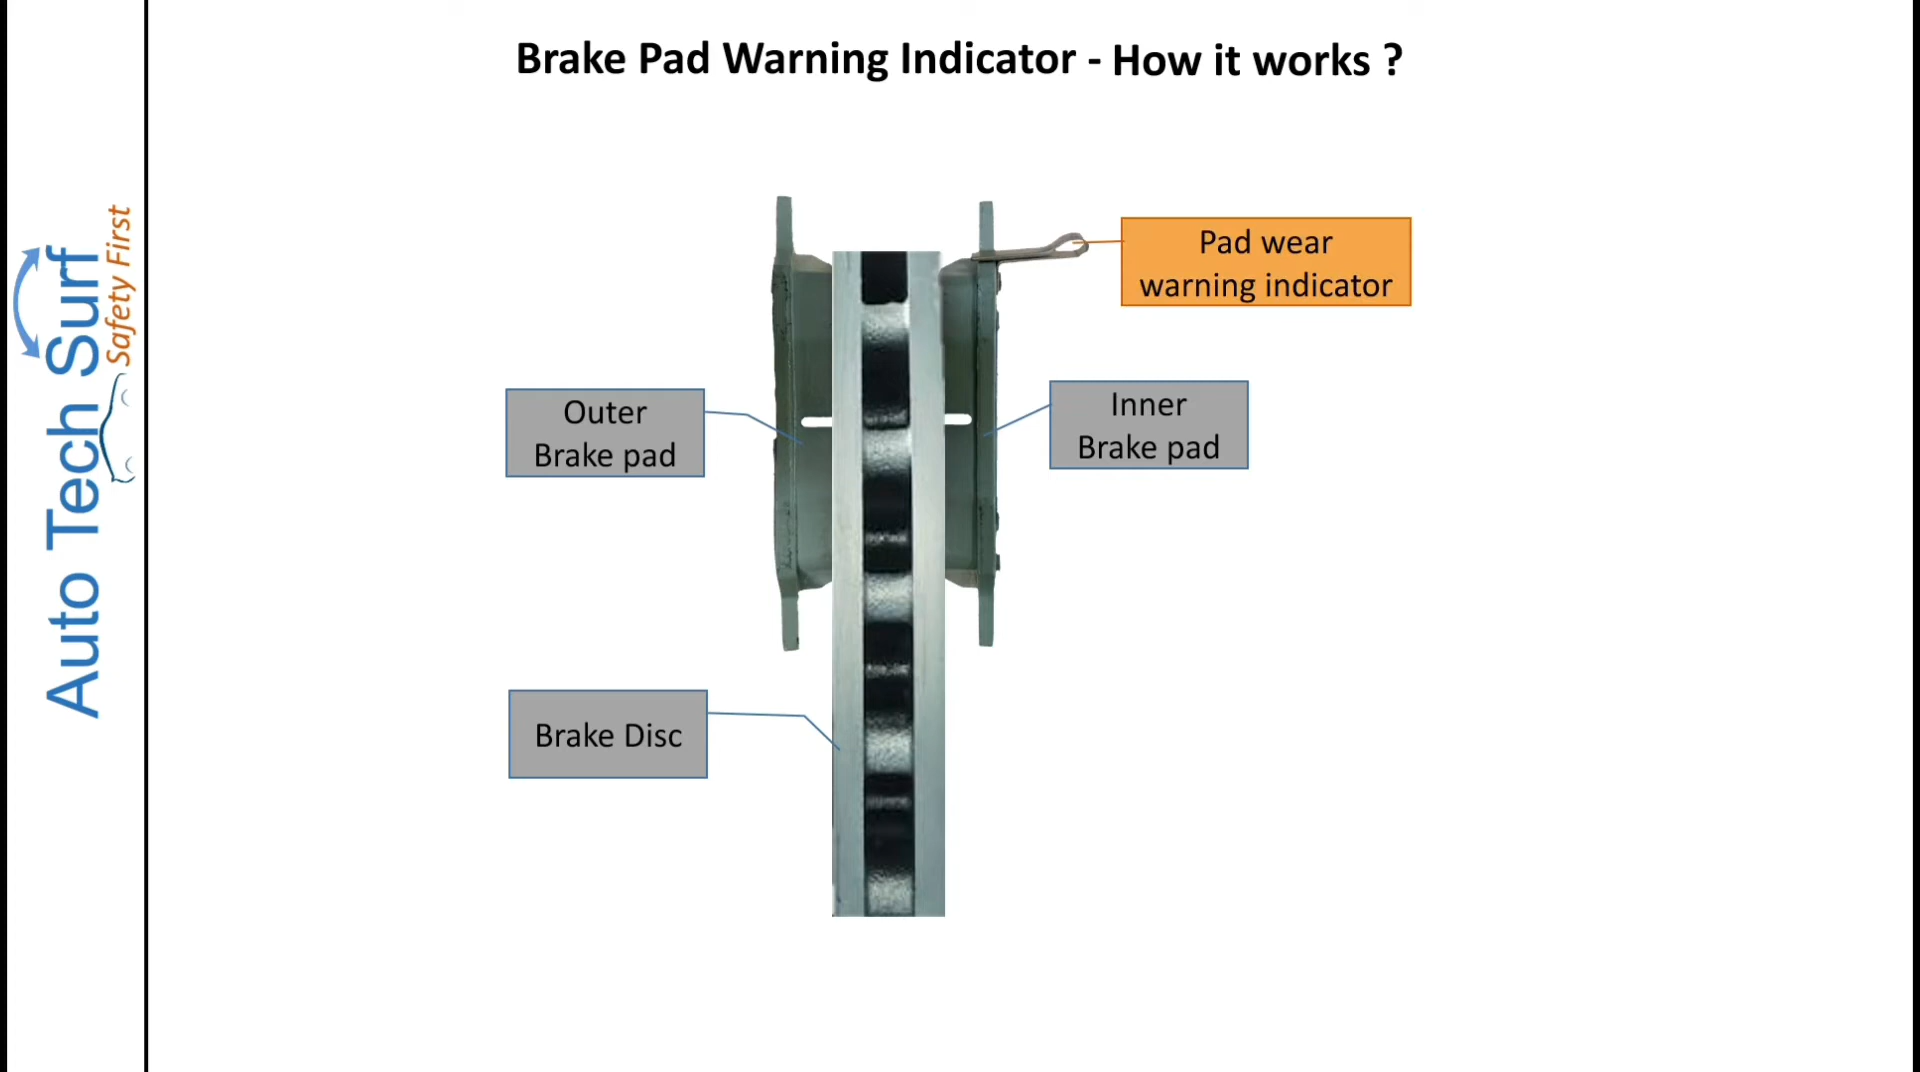 Brake Pad Warning Indicator - How it works ?
Auto Tech Surf
Safety First
Pad wear
warning indicator
Outer
Brake pad
Inner
Brake pad
Brake Disc